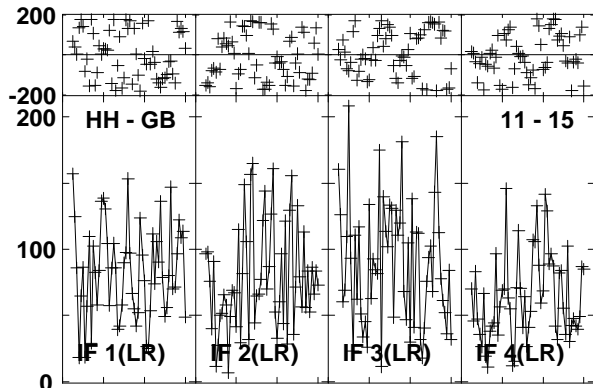 200
-200
200
HH - GB
11 - 15
100
IF 1(LR)
IF 2(LR)
IF 3(LR)
IF 4(LR)
0